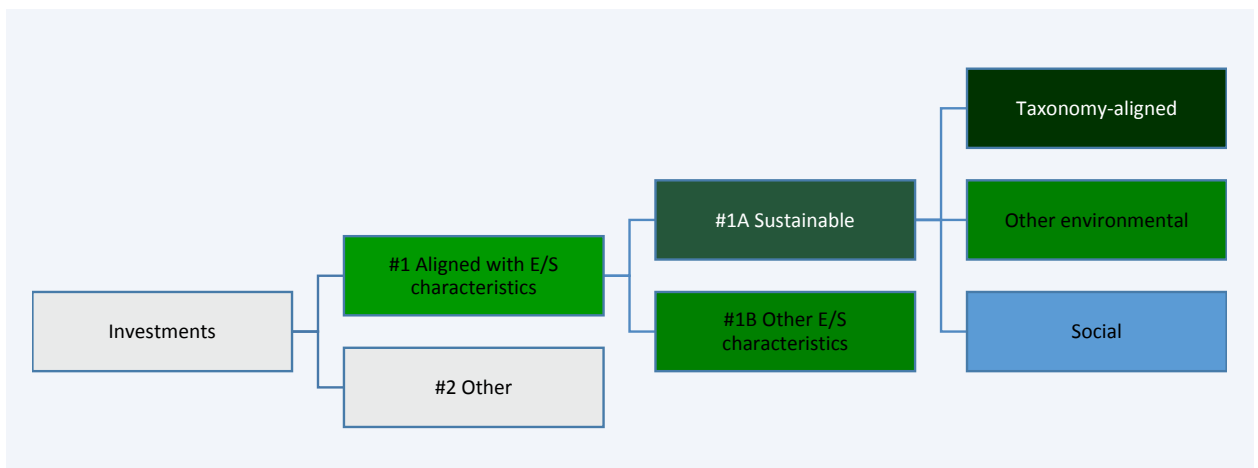 Investments
#1 Aligned with E/S
characteristics
#2 Other
#1A Sustainable
#1B Other E/S
characteristics
Taxonomy-aligned
Other environmental
Social